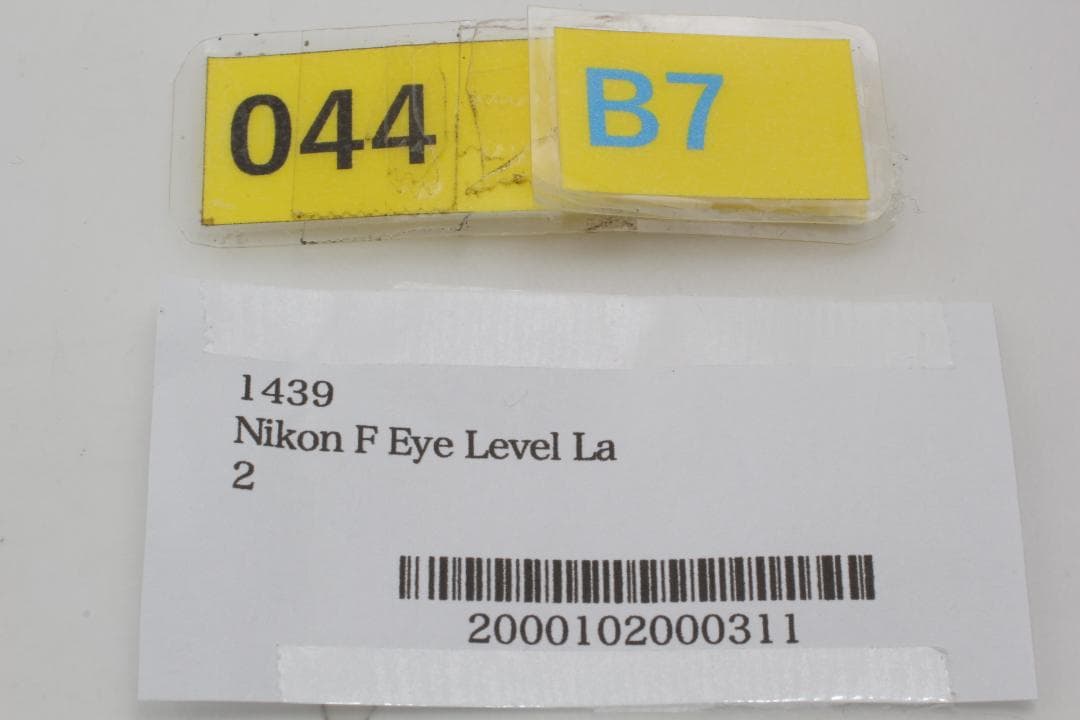 044 B7
1439
Nikon F Eye Level La
2
2000102000311